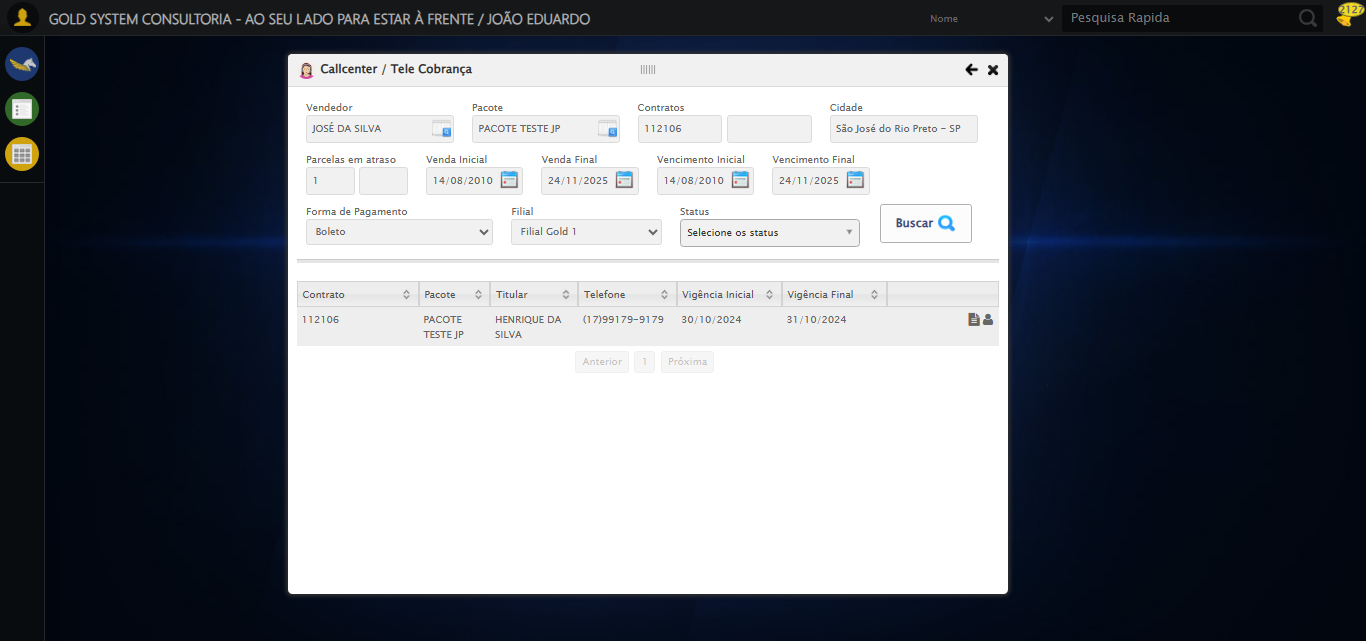 GOLD SYSTEM CONSULTORIA - AO SEU LADO PARA ESTAR À FRENTE / JOÃO EDUARDO
Nome
Pesquisa Rapida
2127
Callcenter / Tele Cobrança
Vendedor Pacote Contratos Cidade
JOSÉ DA SILVA PACOTE TESTE JP 112106 São José do Rio Preto - SP
Parcelas em atraso Venda Inicial Venda Final Vencimento Inicial Vencimento Final
1 14/08/2010 24/11/2025 14/08/2010 24/11/2025
Forma de Pagamento Filial Status
Boleto Filial Gold 1 Selecione os status Buscar
Contrato Pacote Titular Telefone Vigência Inicial Vigência Final
112106 PACOTE HENRIQUE DA (17)99179-9179 30/10/2024 31/10/2024
TESTE JP SILVA
Anterior 1 Próxima